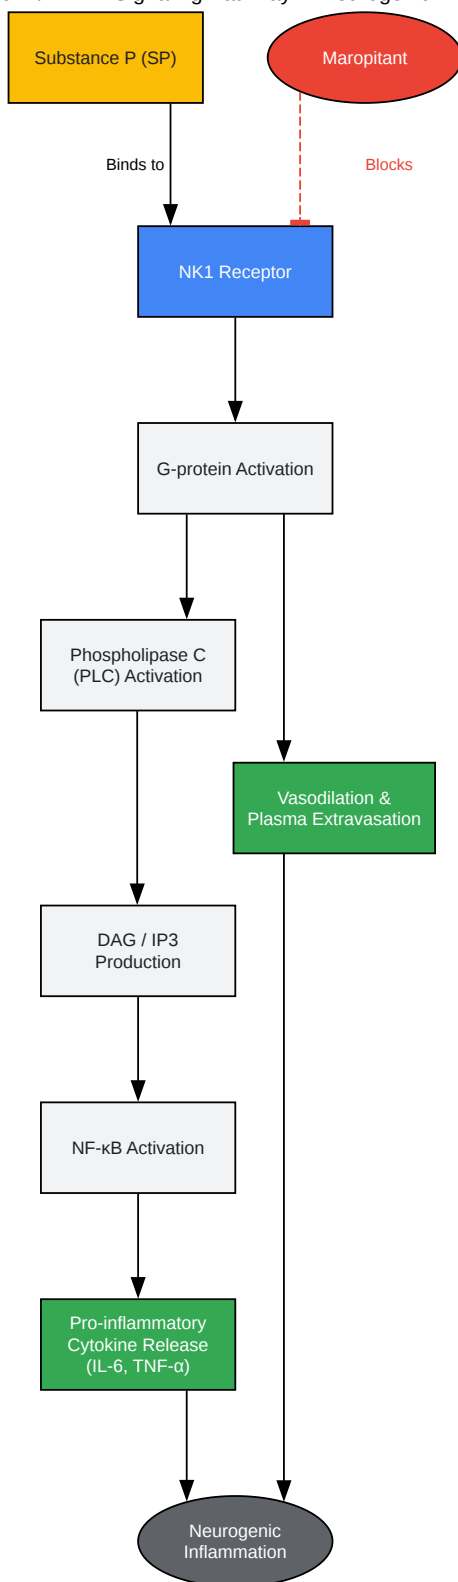 Substance P (SP)
Maropitant
Binds to
Blocks
NK1 Receptor
G-protein Activation
Phospholipase C
(PLC) Activation
Vasodilation &
Plasma Extravasation
DAG / IP3
Production
NF-κB Activation
Pro-inflammatory
Cytokine Release
(IL-6, TNF-α)
Neurogenic
Inflammation